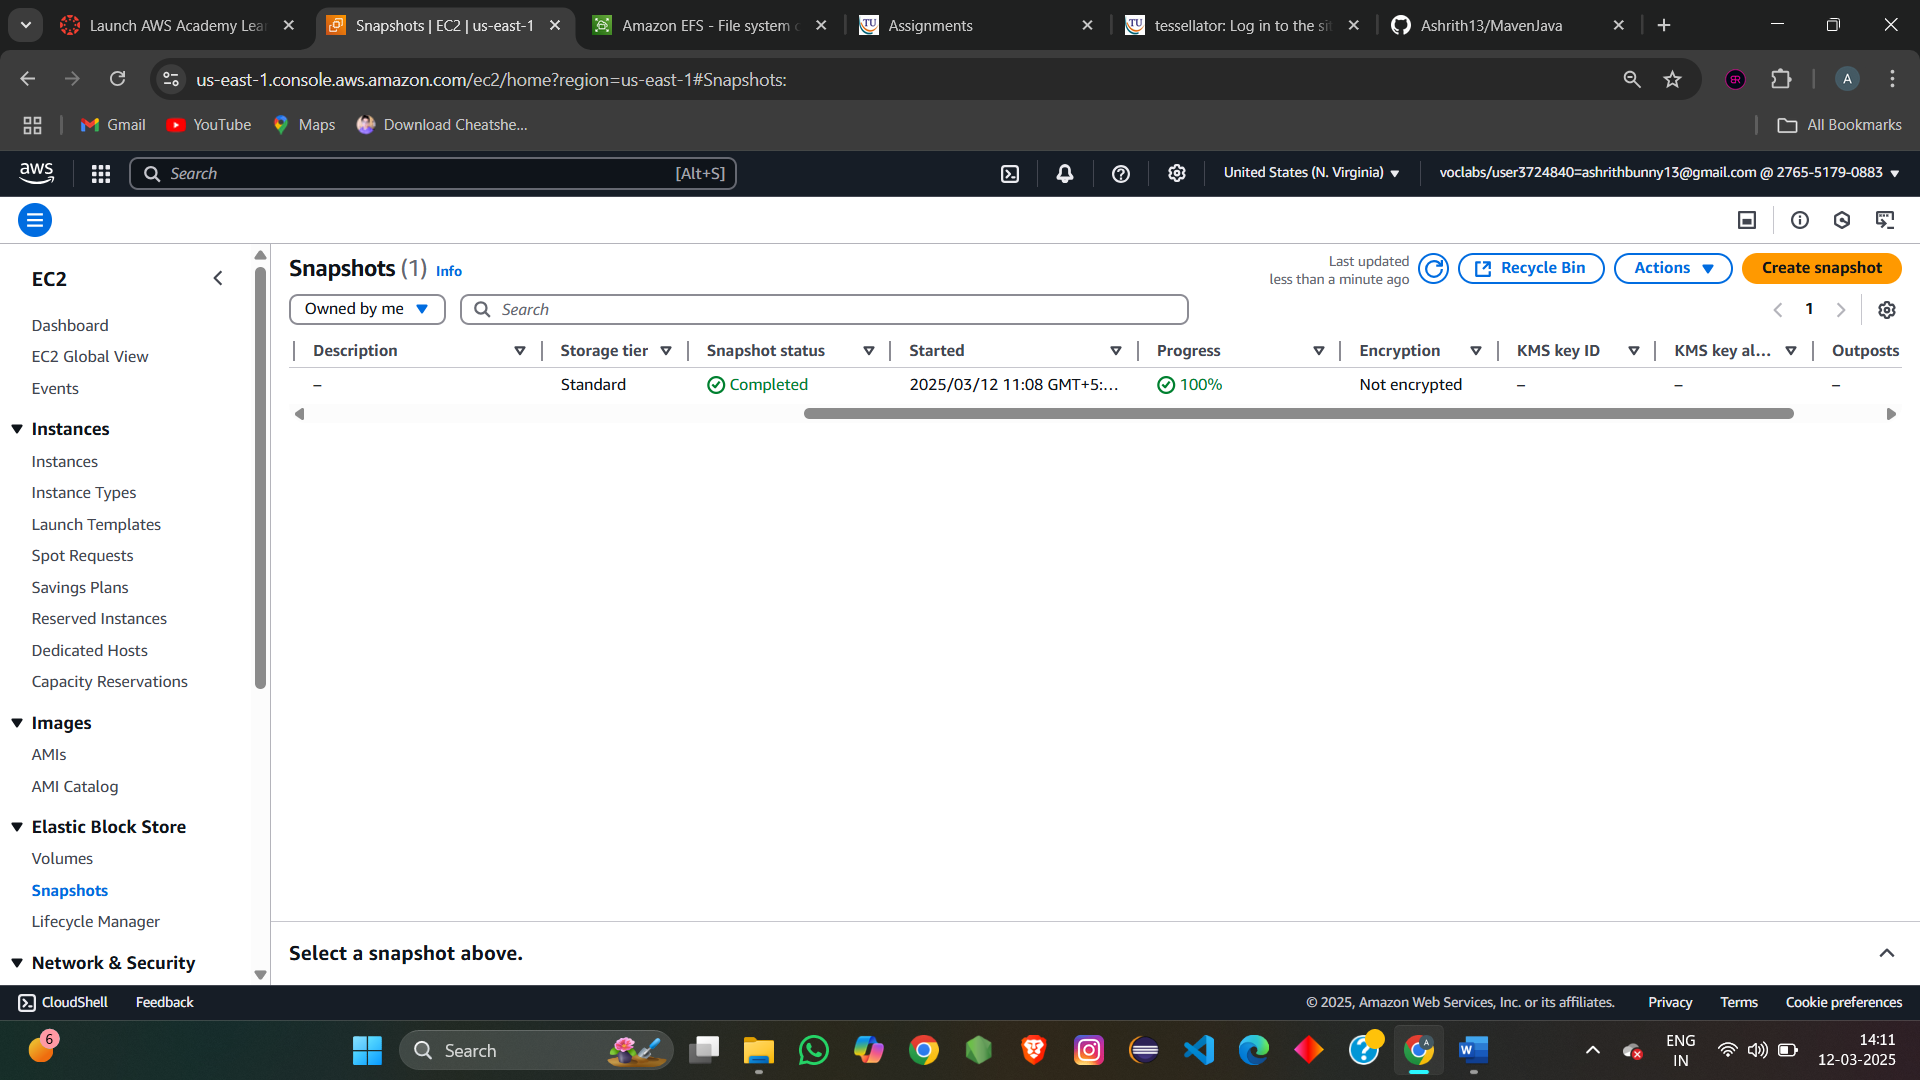 Launch AWS Academy Lea
Snapshots | EC2 | us-east-1
Amazon EFS - File system
Assignments
tessellator: Log in to the si
Ashrith13/MavenJava
us-east-1.console.aws.amazon.com/ec2/home?region=us-east-1#Snapshots:
A
Gmail
YouTube
Maps
Download Cheatshe...
All Bookmarks
aws
Search
[Alt+S]
United States (N. Virginia)
voclabs/user3724840=ashrithbunny13@gmail.com @ 2765-5179-0883
EC2
Dashboard
EC2 Global View
Events
Instances
Instances
Instance Types
Launch Templates
Spot Requests
Savings Plans
Reserved Instances
Dedicated Hosts
Capacity Reservations
Images
AMIs
AMI Catalog
Elastic Block Store
Volumes
Snapshots
Lifecycle Manager
Network & Security
Snapshots (1) Info
Last updated
less than a minute ago
Recycle Bin
Actions
Create snapshot
Owned by me
Search
1
Description Storage tier Snapshot status Started Progress Encryption KMS key ID KMS key al... Outposts
– Standard Completed 2025/03/12 11:08 GMT+5:... 100% Not encrypted – – –
Select a snapshot above.
CloudShell Feedback
© 2025, Amazon Web Services, Inc. or its affiliates. Privacy Terms Cookie preferences
6
Search
ENG
IN
14:11
12-03-2025